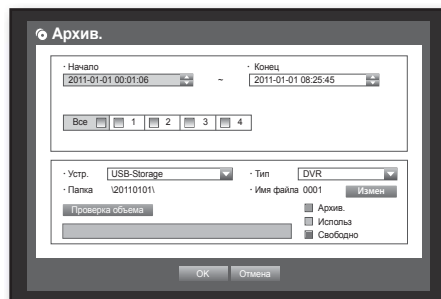 Архив.
· Начало · Конец
2011-01-01 00:01:06 ~ 2011-01-01 08:25:45
Все 1 2 3 4
· Устр. USB-Storage · Тип DVR
· Папка \20110101\ · Имя файла 0001 Измен
Проверка объема Архив.
Использ
Свободно
OK Отмена